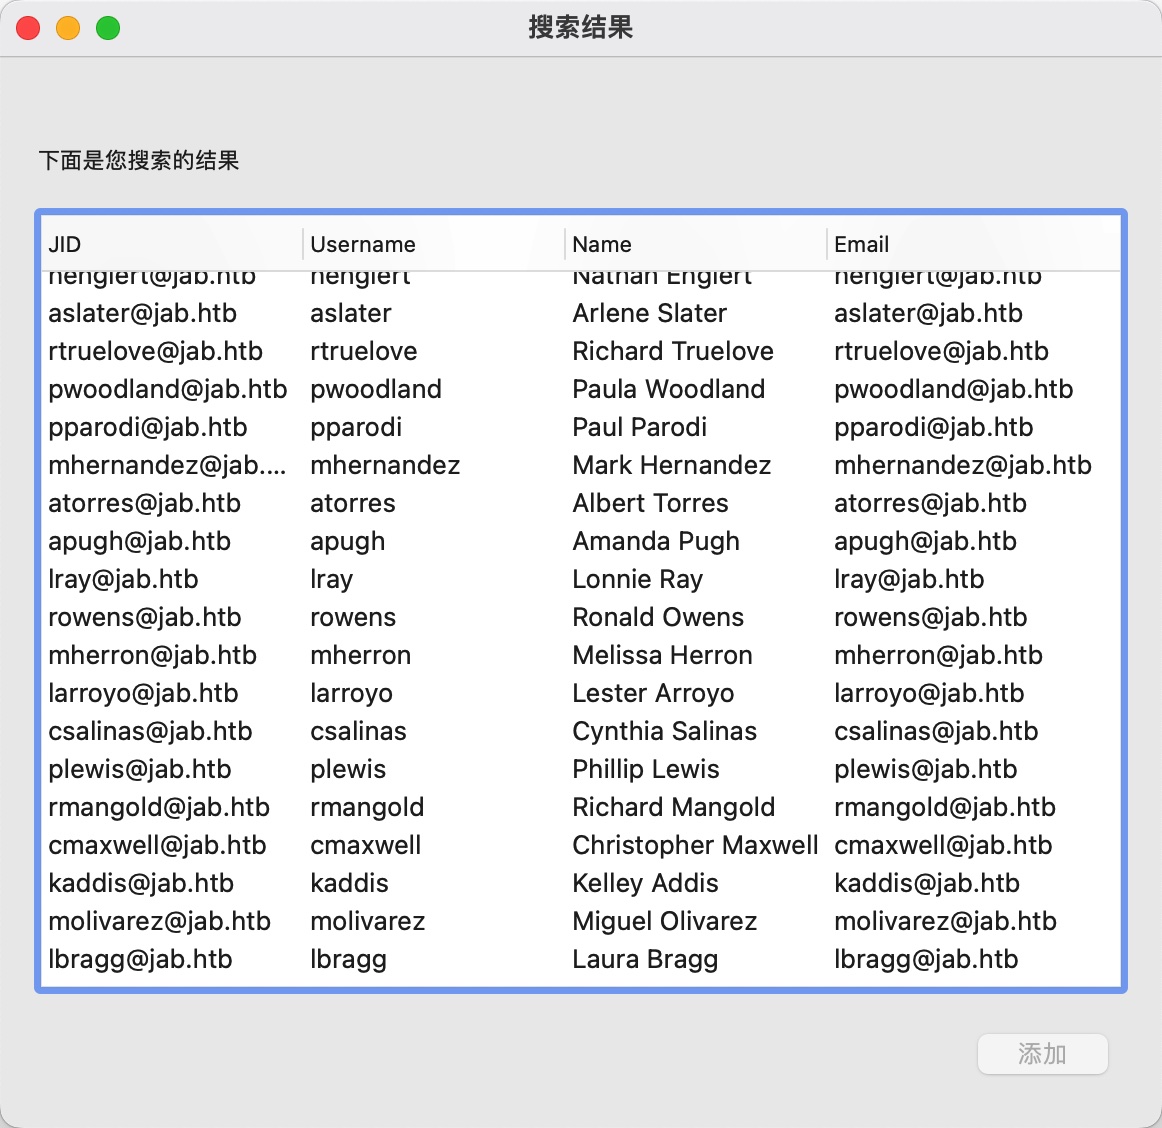 搜索结果
下面是您搜索的结果
JID Username Name Email
nenglert@jab.htb nenglert Nathan Englert nenglert@jab.htb
aslater@jab.htb aslater Arlene Slater aslater@jab.htb
rtruelove@jab.htb rtruelove Richard Truelove rtruelove@jab.htb
pwoodland@jab.htb pwoodland Paula Woodland pwoodland@jab.htb
pparodi@jab.htb pparodi Paul Parodi pparodi@jab.htb
mhernandez@jab.... mhernandez Mark Hernandez mhernandez@jab.htb
atorres@jab.htb atorres Albert Torres atorres@jab.htb
apugh@jab.htb apugh Amanda Pugh apugh@jab.htb
lray@jab.htb lray Lonnie Ray lray@jab.htb
rowens@jab.htb rowens Ronald Owens rowens@jab.htb
mherron@jab.htb mherron Melissa Herron mherron@jab.htb
larroyo@jab.htb larroyo Lester Arroyo larroyo@jab.htb
csalinas@jab.htb csalinas Cynthia Salinas csalinas@jab.htb
plewis@jab.htb plewis Phillip Lewis plewis@jab.htb
rmangold@jab.htb rmangold Richard Mangold rmangold@jab.htb
cmaxwell@jab.htb cmaxwell Christopher Maxwell cmaxwell@jab.htb
kaddis@jab.htb kaddis Kelley Addis kaddis@jab.htb
molivarez@jab.htb molivarez Miguel Olivarez molivarez@jab.htb
lbragg@jab.htb lbragg Laura Bragg lbragg@jab.htb
添加